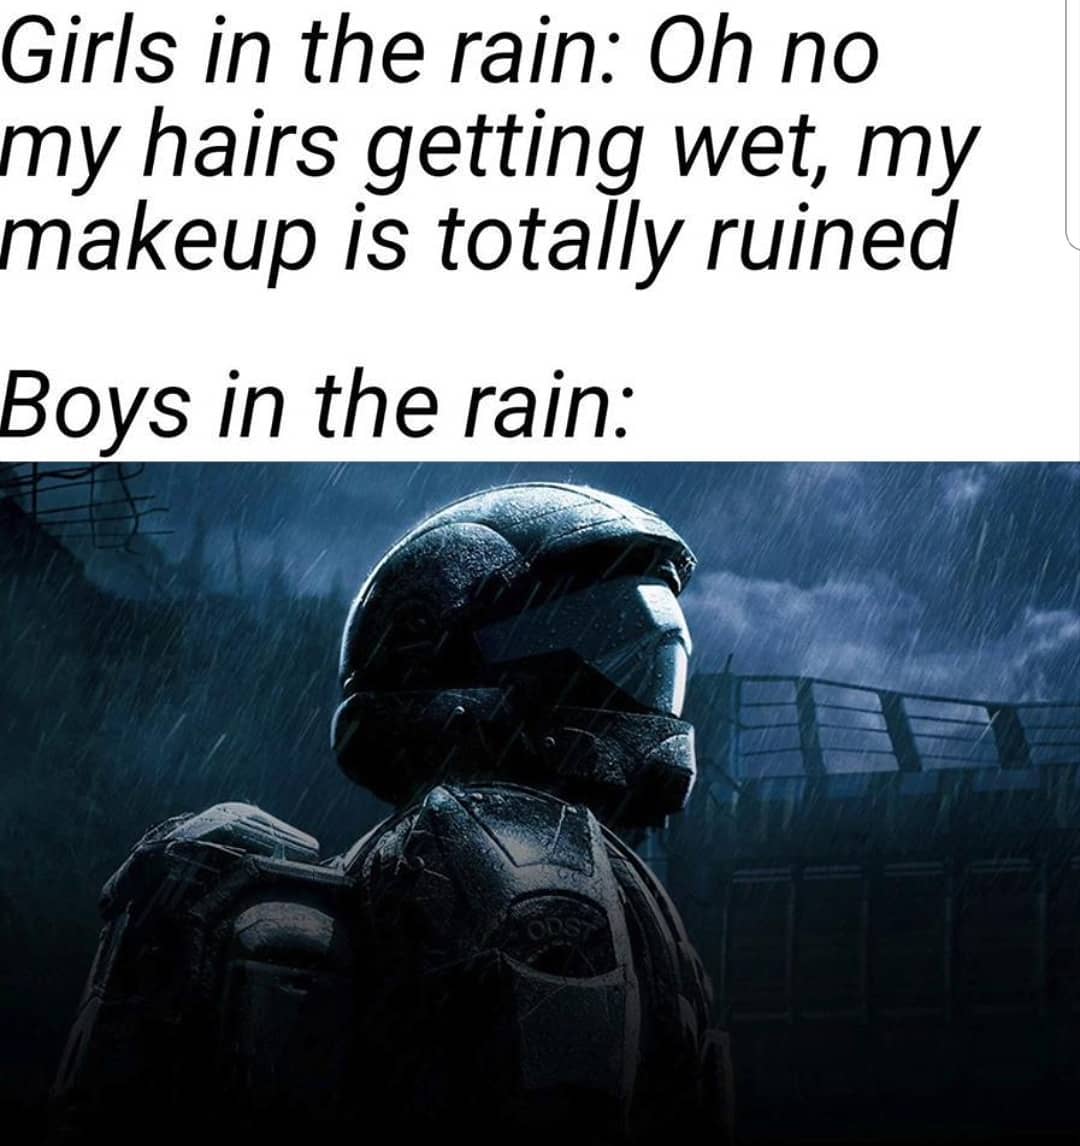 Girls in the rain: Oh no
my hairs getting wet, my
makeup is totally ruined
Boys in the rain:
ODST